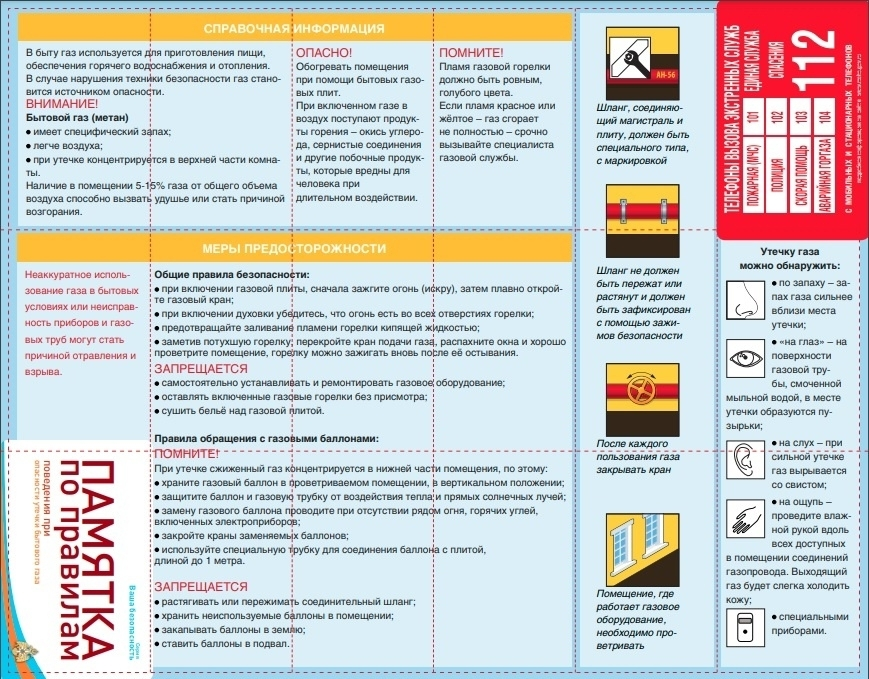 СПРАВОЧНАЯ ИНФОРМАЦИЯ
В быту газ используется для приготовления пищи,
обеспечения горячего водоснабжения и отопления.
В случае нарушения техники безопасности газ стано-
вится источником опасности.
ВНИМАНИЕ!
Бытовой газ (метан)
● имеет специфический запах;
● легче воздуха;
● при утечке концентрируется в верхней части комна-
ты.
Наличие в помещении 5-15% газа от общего объема
воздуха способно вызвать удушье или стать причиной
возгорания.
ОПАСНО!
Обогревать помещения
при помощи бытовых газо-
вых плит.
При включенном газе в
воздух поступают продук-
ты горения – окись углеро-
да, сернистые соединения
и другие побочные продук-
ты, которые вредны для
человека при
длительном воздействии.
ПОМНИТЕ!
Пламя газовой горелки
должно быть ровным,
голубого цвета.
Если пламя красное или
жёлтое – газ сгорает
не полностью – срочно
вызывайте специалиста
газовой службы.
МЕРЫ ПРЕДОСТОРОЖНОСТИ
Неаккуратное исполь-
зование газа в бытовых
условиях или неисправ-
ность приборов и газо-
вых труб могут стать
причиной отравления и
взрыва.
Общие правила безопасности:
● при включении газовой плиты, сначала зажгите огонь (искру), затем плавно открой-
те газовый кран;
● при включении духовки убедитесь, что огонь есть во всех отверстиях горелки;
● предотвращайте заливание пламени горелки кипящей жидкостью;
● заметив потухшую горелку, перекройте кран подачи газа, распахните окна и хорошо
проветрите помещение, горелку можно зажигать вновь после её остывания.
ЗАПРЕЩАЕТСЯ
● самостоятельно устанавливать и ремонтировать газовое оборудование;
● оставлять включенные газовые горелки без присмотра;
● сушить бельё над газовой плитой.
Правила обращения с газовыми баллонами:
ПОМНИТЕ!
При утечке сжиженный газ концентрируется в нижней части помещения, по этому:
● храните газовый баллон в проветриваемом помещении, в вертикальном положении;
● защитите баллон и газовую трубку от воздействия тепла и прямых солнечных лучей;
● замену газового баллона проводите при отсутствии рядом огня, горячих углей,
включенных электроприборов;
● закройте краны заменяемых баллонов;
● используйте специальную трубку для соединения баллона с плитой,
длиной до 1 метра.
ЗАПРЕЩАЕТСЯ
● растягивать или пережимать соединительный шланг;
● хранить неиспользуемые баллоны в помещении;
● закапывать баллоны в землю;
● ставить баллоны в подвал.
Серия
Ваша безопасность
ПАМЯТКА
по правилам
поведения при
опасности утечки бытового газа
АН-56
Шланг, соединяю-
щий магистраль и
плиту, должен быть
специального типа,
с маркировкой
Шланг не должен
быть пережат или
растянут и должен
быть зафиксирован
с помощью зажи-
мов безопасности
После каждого
пользования газа
закрывать кран
Помещение, где
работает газовое
оборудование,
необходимо про-
ветривать
ТЕЛЕФОНЫ ВЫЗОВА ЭКСТРЕННЫХ СЛУЖБ
ПОЖАРНАЯ (МЧС) 101
ПОЛИЦИЯ 102
СКОРАЯ ПОМОЩЬ 103
АВАРИЙНАЯ ГОРГАЗА 104
ЕДИНАЯ СЛУЖБА
СПАСЕНИЯ
112
С МОБИЛЬНЫХ И СТАЦИОНАРНЫХ ТЕЛЕФОНОВ
Утечку газа
можно обнаружить:
● по запаху – за-
пах газа сильнее
вблизи места
утечки;
● «на глаз» – на
поверхности
газовой тру-
бы, смоченной
мыльной водой, в месте
утечки образуются пу-
зырьки;
● на слух – при
сильной утечке
газ вырывается
со свистом;
● на ощупь –
проведите влаж-
ной рукой вдоль
всех доступных
в помещении соединений
газопровода. Выходящий
газ будет слегка холодить
кожу;
● специальными
приборами.